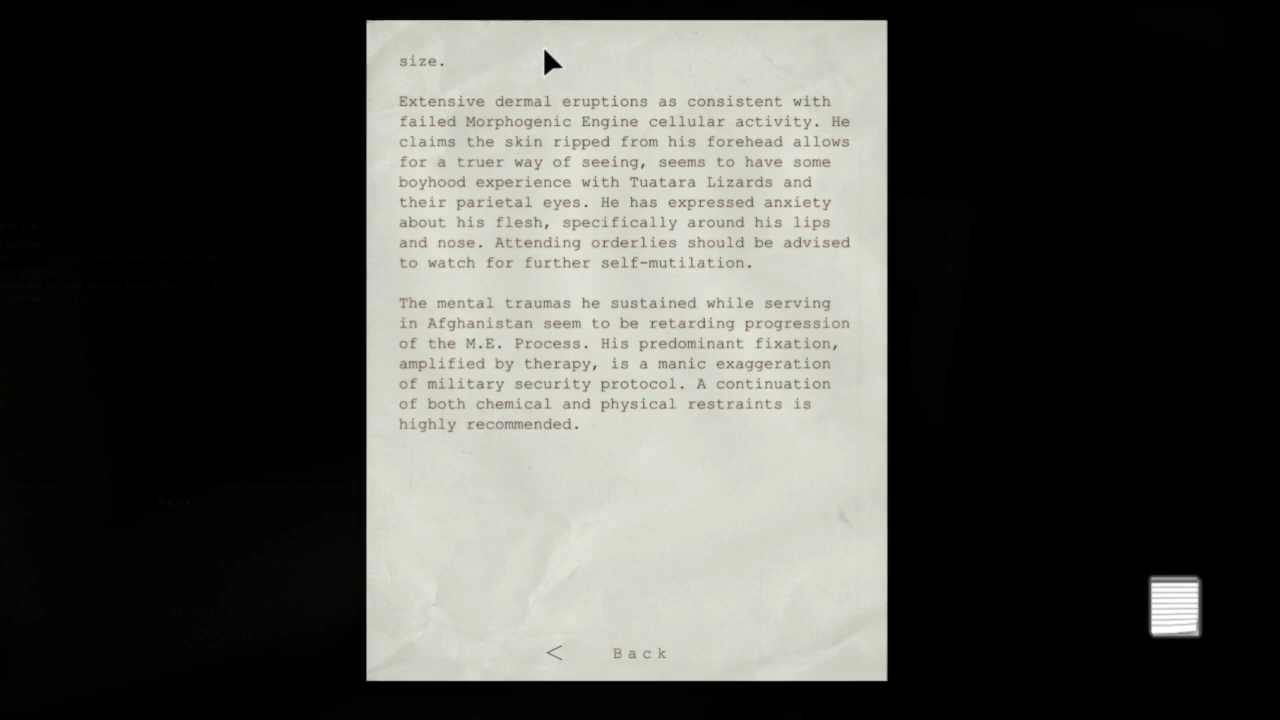 size.
Extensive dermal eruptions as consistent with
failed Morphogenic Engine cellular activity. He
claims the skin ripped from his forehead allows
for a truer way of seeing, seems to have some
boyhood experience with Tuatara Lizards and
their parietal eyes. He has expressed anxiety
about his flesh, specifically around his lips
and nose. Attending orderlies should be advised
to watch for further self-mutilation.
The mental traumas he sustained while serving
in Afghanistan seem to be retarding progression
of the M.E. Process. His predominant fixation,
amplified by therapy, is a manic exaggeration
of military security protocol. A continuation
of both chemical and physical restraints is
highly recommended.
< Back